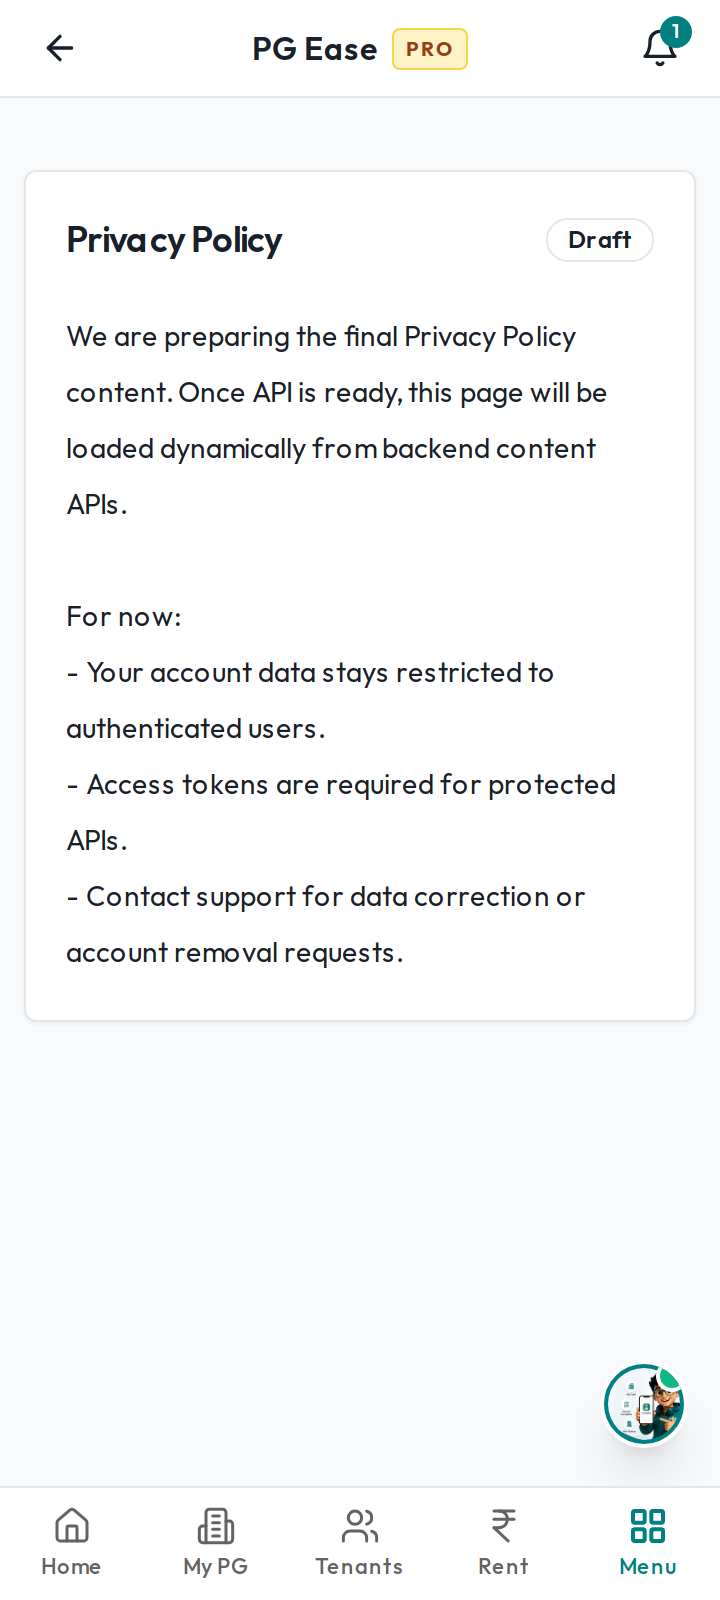 PG Ease PRO
1
Privacy Policy
Draft
We are preparing the final Privacy Policy
content. Once API is ready, this page will be
loaded dynamically from backend content
APIs.
For now:
- Your account data stays restricted to
authenticated users.
- Access tokens are required for protected
APIs.
- Contact support for data correction or
account removal requests.
Home
My PG
Tenants
Rent
Menu